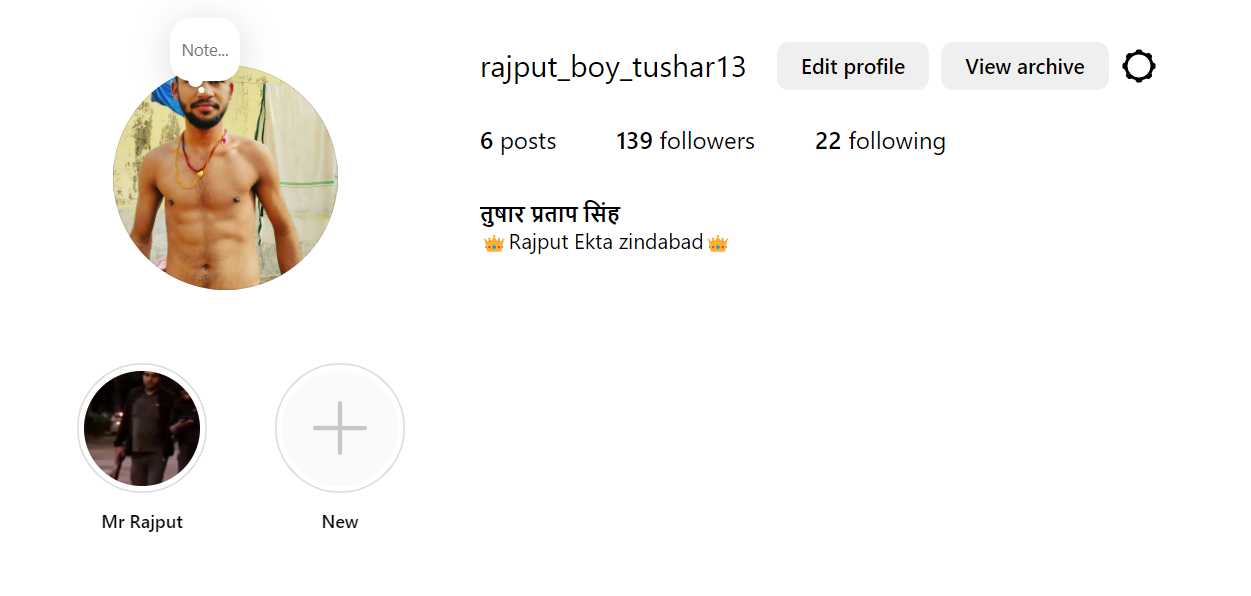 Note...
rajput_boy_tushar13 Edit profile View archive
6 posts 139 followers 22 following
तुषार प्रताप सिंह
👑Rajput Ekta zindabad👑
Mr Rajput New